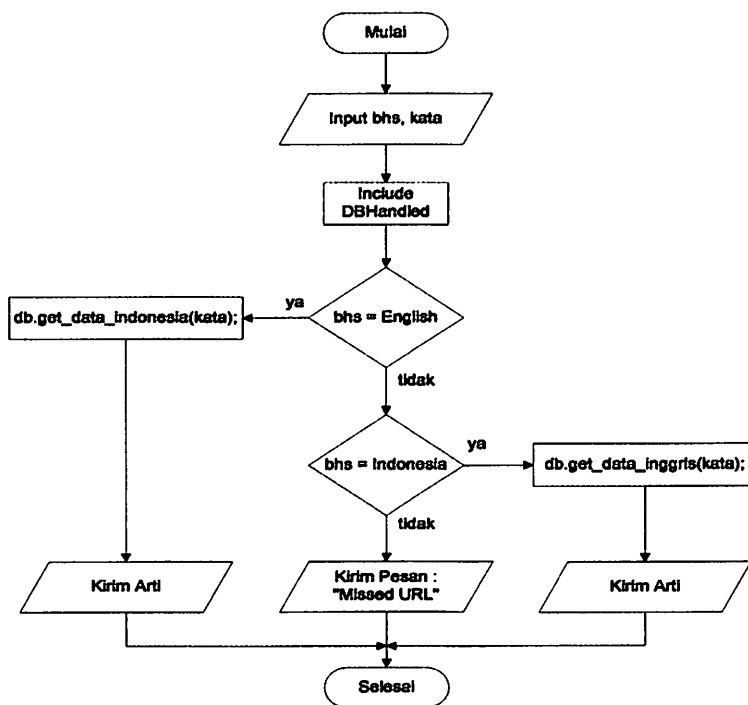 Mulai
Input bhs, kata
Include
DBHandled
bhs = English
ya
db.get_data_indonesia(kata);
tidak
bhs = Indonesia
ya
db.get_data_inggris(kata);
tidak
Kirim Arti
Kirim Pesan :
"Missed URL"
Kirim Arti
Selesai